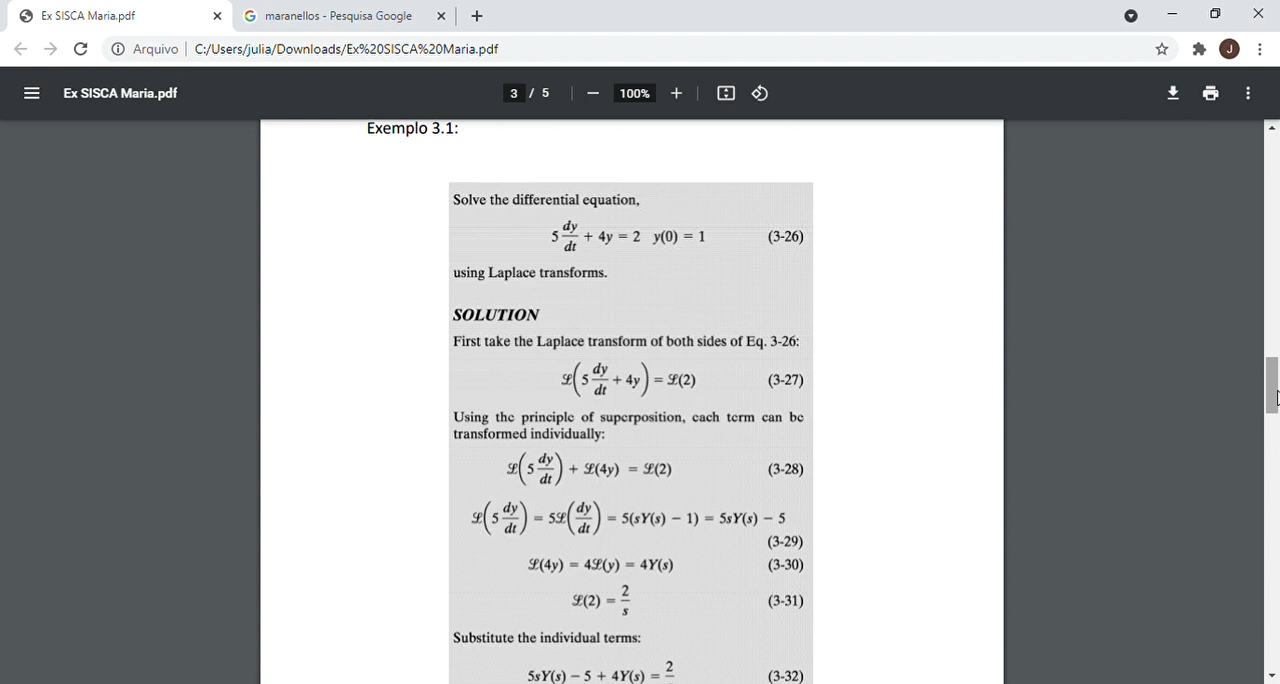 Ex SISCA Maria.pdf
maranellos - Pesquisa Google
Arquivo
C:/Users/julia/Downloads/Ex%20SISCA%20Maria.pdf
J
Ex SISCA Maria.pdf
3 / 5
100%
Exemplo 3.1:
Solve the differential equation,
5 dy/dt + 4y = 2 y(0) = 1 (3-26)
using Laplace transforms.
SOLUTION
First take the Laplace transform of both sides of Eq. 3-26:
ℒ(5 dy/dt + 4y) = ℒ(2) (3-27)
Using the principle of superposition, each term can be
transformed individually:
ℒ(5 dy/dt) + ℒ(4y) = ℒ(2) (3-28)
ℒ(5 dy/dt) = 5ℒ(dy/dt) = 5(sY(s) − 1) = 5sY(s) − 5
(3-29)
ℒ(4y) = 4ℒ(y) = 4Y(s) (3-30)
ℒ(2) = 2/s (3-31)
Substitute the individual terms:
5sY(s) − 5 + 4Y(s) = 2 (3-32)